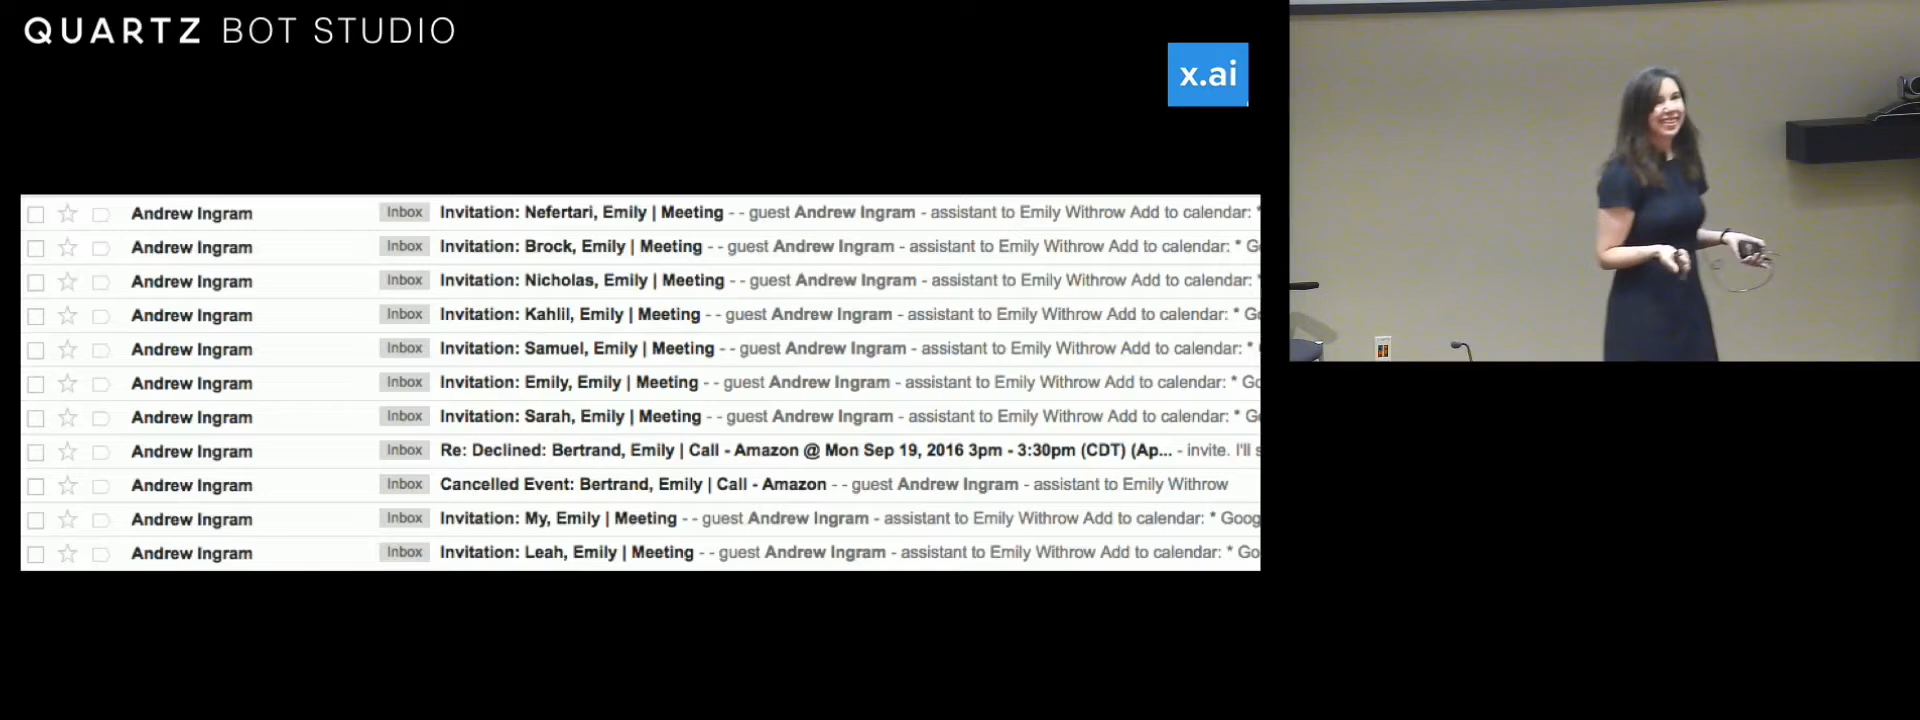 QUARTZ BOT STUDIO
x.ai
Andrew Ingram Inbox Invitation: Nefertari, Emily | Meeting - - guest Andrew Ingram - assistant to Emily Withrow Add to calendar: *
Andrew Ingram Inbox Invitation: Brock, Emily | Meeting - - guest Andrew Ingram - assistant to Emily Withrow Add to calendar: * G
Andrew Ingram Inbox Invitation: Nicholas, Emily | Meeting - - guest Andrew Ingram - assistant to Emily Withrow Add to calendar: *
Andrew Ingram Inbox Invitation: Kahlil, Emily | Meeting - - guest Andrew Ingram - assistant to Emily Withrow Add to calendar: * G
Andrew Ingram Inbox Invitation: Samuel, Emily | Meeting - - guest Andrew Ingram - assistant to Emily Withrow Add to calendar: *
Andrew Ingram Inbox Invitation: Emily, Emily | Meeting - - guest Andrew Ingram - assistant to Emily Withrow Add to calendar: * Go
Andrew Ingram Inbox Invitation: Sarah, Emily | Meeting - - guest Andrew Ingram - assistant to Emily Withrow Add to calendar: * G
Andrew Ingram Inbox Re: Declined: Bertrand, Emily | Call - Amazon @ Mon Sep 19, 2016 3pm - 3:30pm (CDT) (Ap... - invite. I'll s
Andrew Ingram Inbox Cancelled Event: Bertrand, Emily | Call - Amazon - - guest Andrew Ingram - assistant to Emily Withrow
Andrew Ingram Inbox Invitation: My, Emily | Meeting - - guest Andrew Ingram - assistant to Emily Withrow Add to calendar: * Goog
Andrew Ingram Inbox Invitation: Leah, Emily | Meeting - - guest Andrew Ingram - assistant to Emily Withrow Add to calendar: * Go